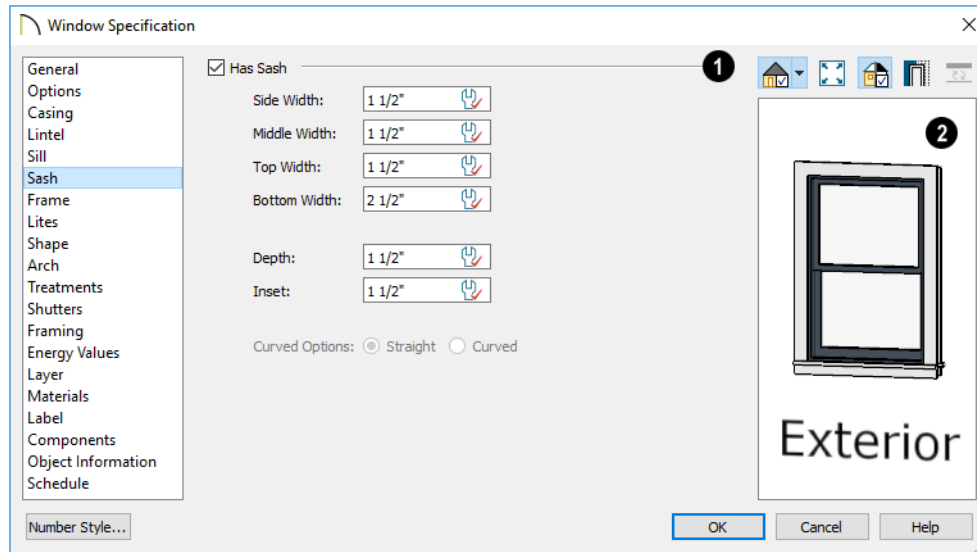 Window Specification
General
Options
Casing
Lintel
Sill
Sash
Frame
Lites
Shape
Arch
Treatments
Shutters
Framing
Energy Values
Layer
Materials
Label
Components
Object Information
Schedule
Has Sash
1
Side Width: 1 1/2"
Middle Width: 1 1/2"
Top Width: 1 1/2"
Bottom Width: 2 1/2"
Depth: 1 1/2"
Inset: 1 1/2"
Curved Options: Straight Curved
2
Exterior
Number Style... OK Cancel Help